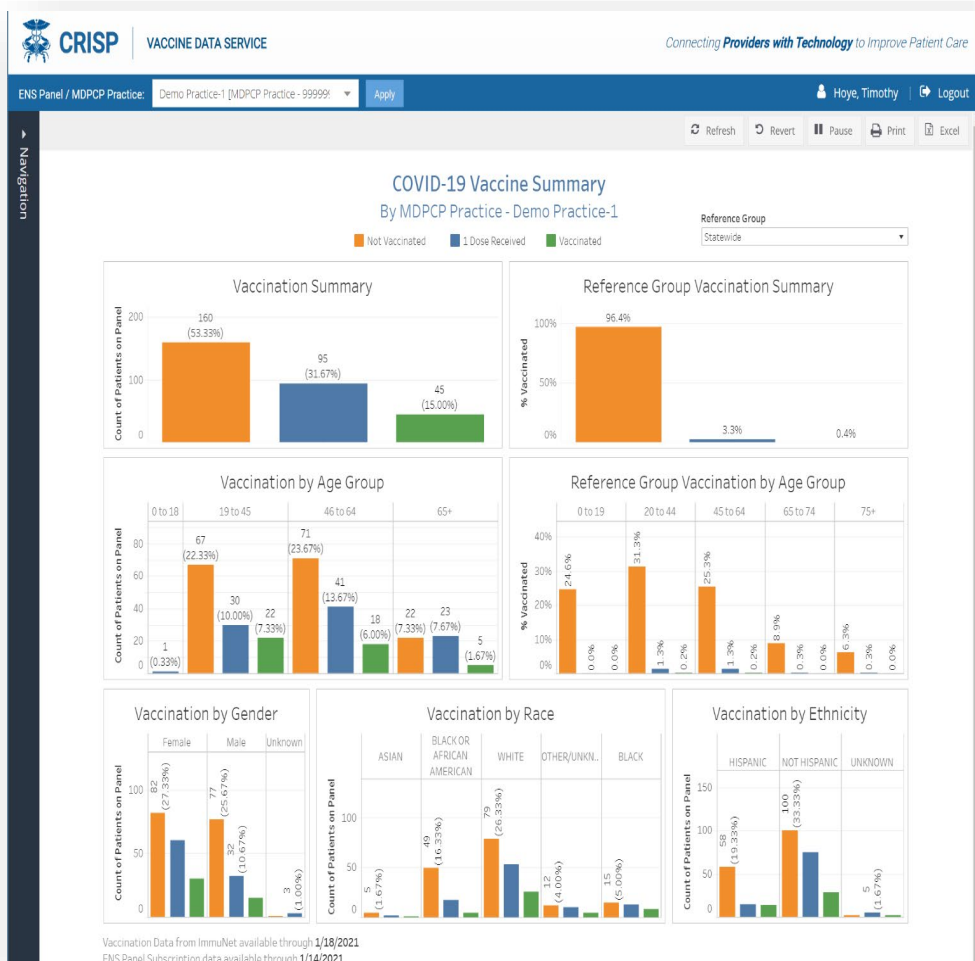 CRISP
VACCINE DATA SERVICE
Connecting Providers with Technology to Improve Patient Care
ENS Panel / MDPCP Practice:
Demo Practice-1 [MDPCP Practice - 99999
Apply
Hoye, Timothy
Logout
Navigation
Refresh
Revert
Pause
Print
Excel
COVID-19 Vaccine Summary
By MDPCP Practice - Demo Practice-1
Not Vaccinated
1 Dose Received
Vaccinated
Reference Group
Statewide
Vaccination Summary
Count of Patients on Panel
200
100
0
160
(53.33%)
95
(31.67%)
45
(15.00%)
Reference Group Vaccination Summary
% Vaccinated
100%
50%
0%
96.4%
3.3%
0.4%
Vaccination by Age Group
0 to 18
19 to 45
46 to 64
65+
Count of Patients on Panel
80
60
40
20
0
1
(0.33%)
67
(22.33%)
30
(10.00%)
22
(7.33%)
71
(23.67%)
41
(13.67%)
18
(6.00%)
22
(7.33%)
23
(7.67%)
5
(1.67%)
Reference Group Vaccination by Age Group
0 to 19
20 to 44
45 to 64
65 to 74
75+
% Vaccinated
40%
30%
20%
10%
0%
24.6%
0.0%
0.0%
31.3%
1.3%
0.2%
25.3%
1.3%
0.2%
8.9%
0.3%
0.0%
6.3%
0.3%
0.0%
Vaccination by Gender
Female
Male
Unknown
Count of Patients on Panel
100
50
0
82
(27.33%)
77
(25.67%)
32
(10.67%)
3
(1.00%)
Vaccination by Race
ASIAN
BLACK OR
AFRICAN
AMERICAN
WHITE
OTHER/UNKN...
BLACK
Count of Patients on Panel
100
50
0
5
(1.67%)
49
(16.33%)
79
(26.33%)
12
(4.00%)
15
(5.00%)
Vaccination by Ethnicity
HISPANIC
NOT HISPANIC
UNKNOWN
Count of Patients on Panel
150
100
50
0
58
(19.33%)
100
(33.33%)
5
(1.67%)
Vaccination Data from ImmuNet available through 1/18/2021
ENS Panel Subscription data available through 1/14/2021